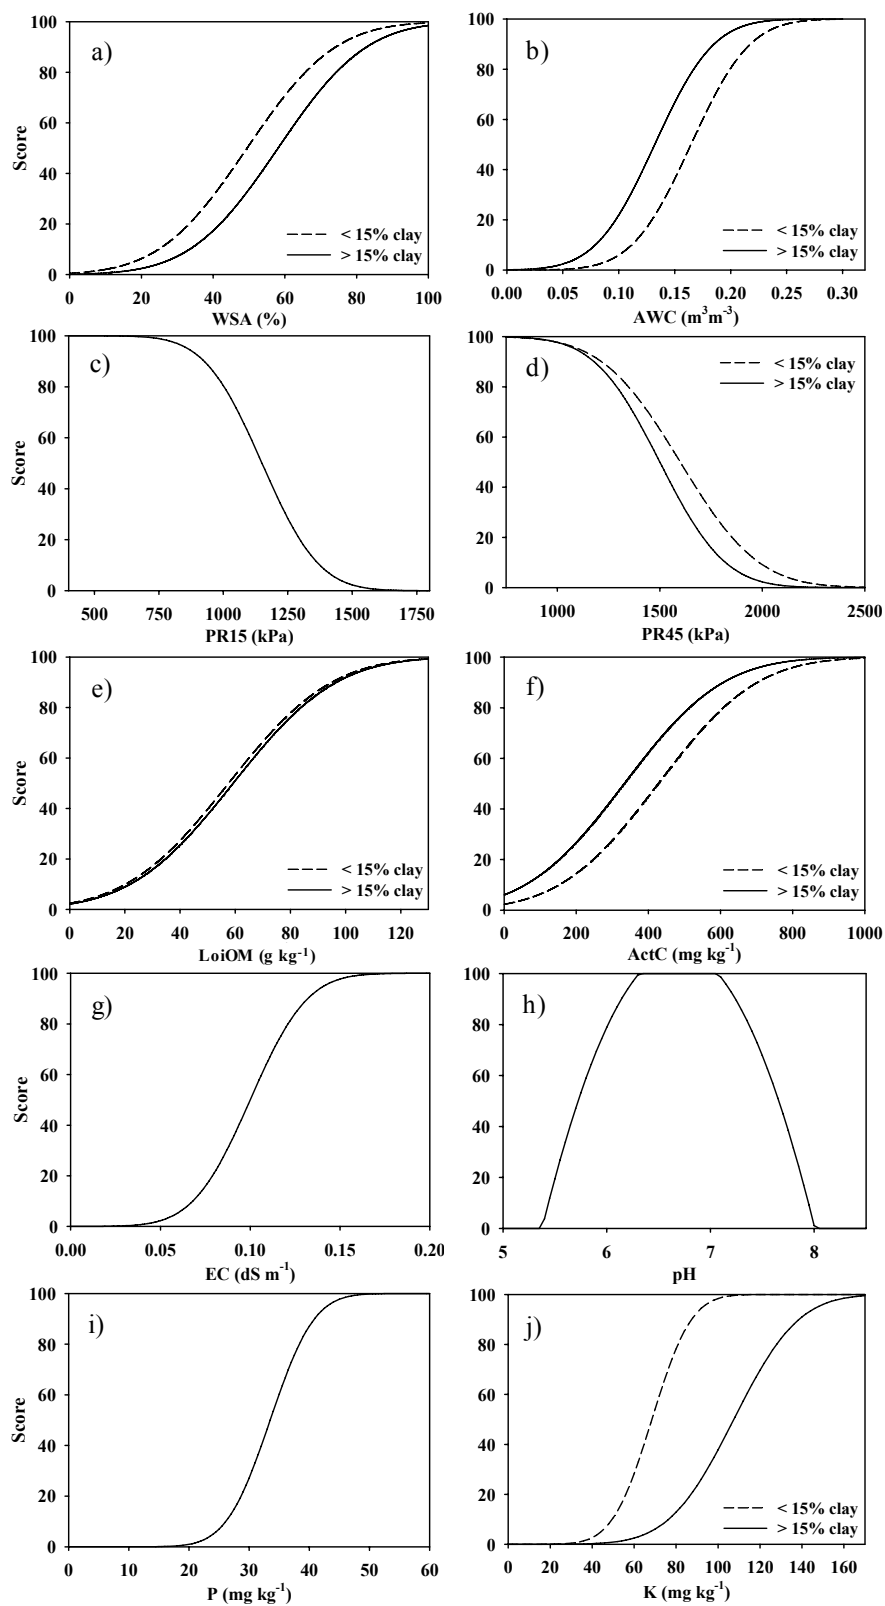 100
80
60
40
20
0
Score
a)
< 15% clay
> 15% clay
0 20 40 60 80 100
WSA (%)
100
80
60
40
20
0
b)
< 15% clay
> 15% clay
0.00 0.05 0.10 0.15 0.20 0.25 0.30
AWC (m³m⁻³)
100
80
60
40
20
0
Score
c)
500 750 1000 1250 1500 1750
PR15 (kPa)
100
80
60
40
20
0
d)
< 15% clay
> 15% clay
1000 1500 2000 2500
PR45 (kPa)
100
80
60
40
20
0
Score
e)
< 15% clay
> 15% clay
0 20 40 60 80 100 120
LoiOM (g kg⁻¹)
100
80
60
40
20
0
f)
< 15% clay
> 15% clay
0 200 400 600 800 1000
ActC (mg kg⁻¹)
100
80
60
40
20
0
Score
g)
0.00 0.05 0.10 0.15 0.20
EC (dS m⁻¹)
100
80
60
40
20
0
h)
5 6 7 8
pH
100
80
60
40
20
0
Score
i)
0 10 20 30 40 50 60
P (mg kg⁻¹)
100
80
60
40
20
0
j)
< 15% clay
> 15% clay
0 20 40 60 80 100 120 140 160
K (mg kg⁻¹)